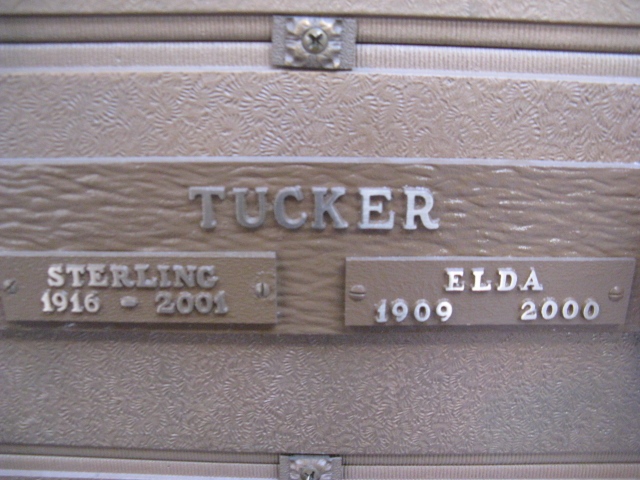 TUCKER
STERLING
1916 - 2001
ELDA
1909 2000